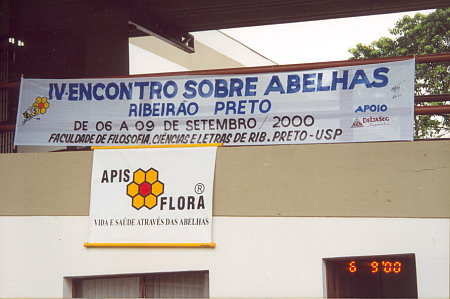 IV-ENCONTRO SOBRE ABELHAS
RIBEIRÃO PRETO
DE 06 A 09 DE SETEMBRO/2000
FACULDADE DE FILOSOFIA, CIÊNCIAS E LETRAS DE RIB. PRETO-USP
APOIO
APIS
FLORA
®
VIDA E SAÚDE ATRAVÉS DAS ABELHAS
6 9'00